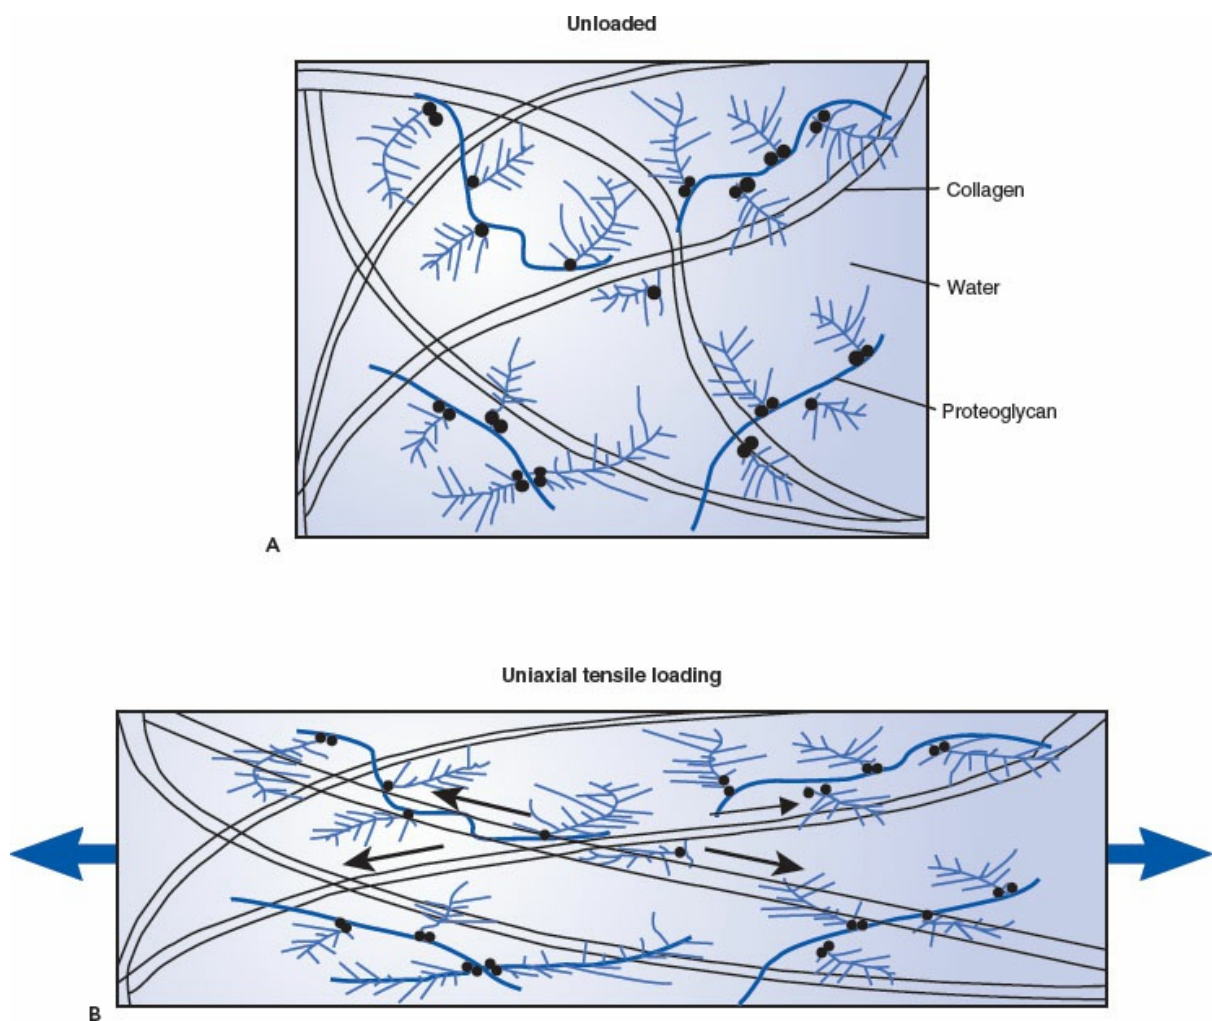 Unloaded
Collagen
Water
Proteoglycan
A
Uniaxial tensile loading
B